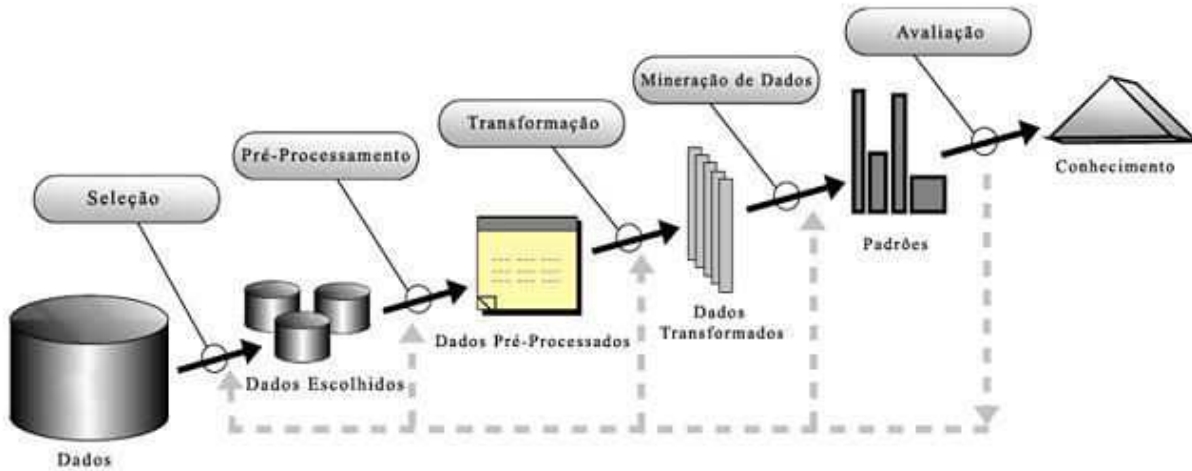 Avaliação
Mineração de Dados
Transformação
Pré-Processamento
Seleção
Conhecimento
Padrões
Dados
Transformados
Dados Pré-Processados
Dados Escolhidos
Dados